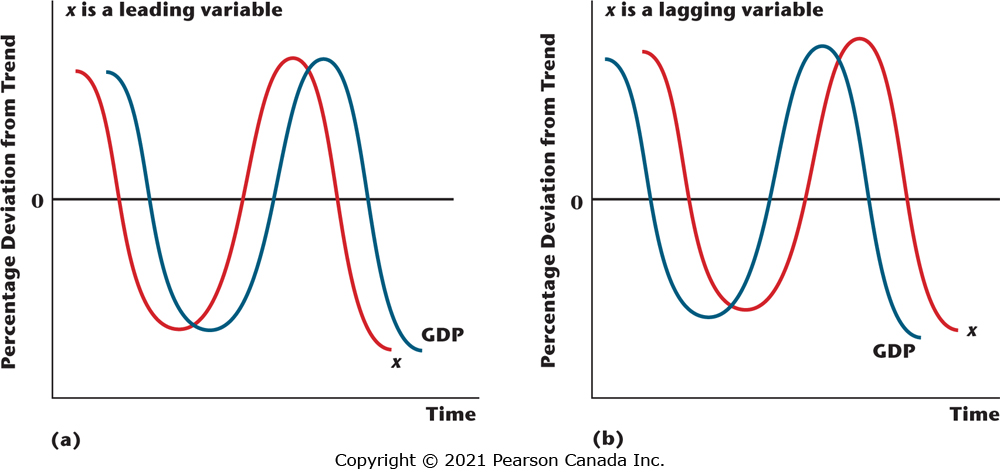 x is a leading variable
Percentage Deviation from Trend
0
GDP
x
Time
(a)
x is a lagging variable
Percentage Deviation from Trend
0
GDP
x
Time
(b)
Copyright © 2021 Pearson Canada Inc.